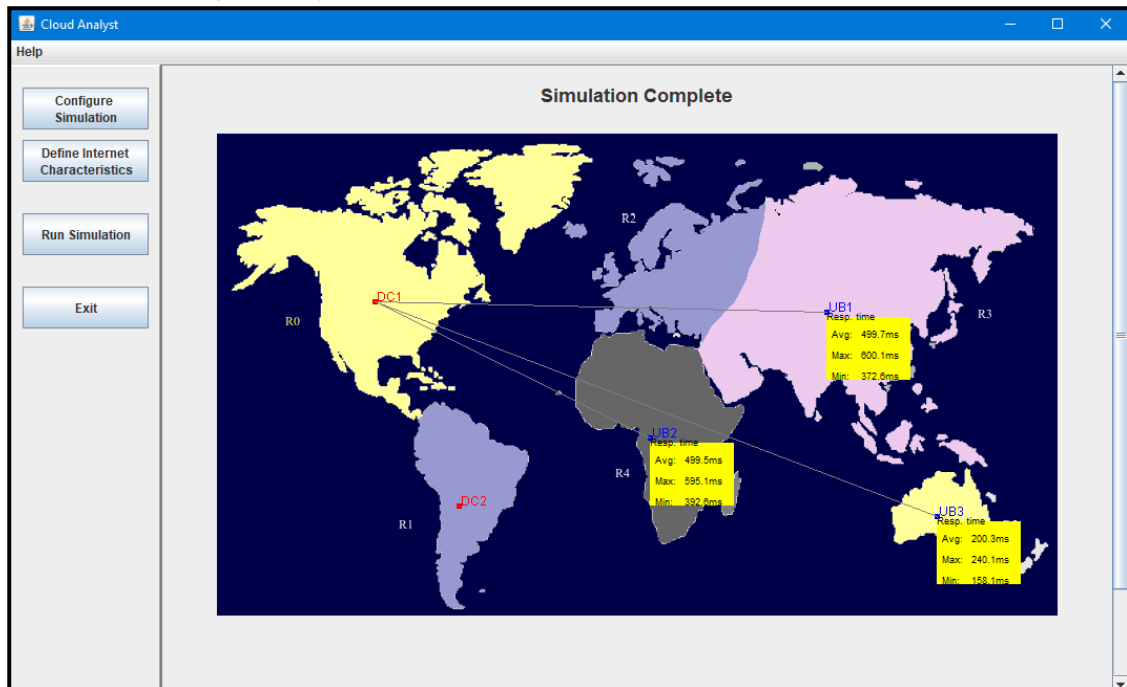 Cloud Analyst
Help
Configure
Simulation
Define Internet
Characteristics
Run Simulation
Exit
Simulation Complete
R2
DC1
R0
UB1
Resp. time
Avg: 499.7ms
Max: 600.1ms
Min: 372.6ms
R3
UB2
Resp. time
Avg: 499.5ms
Max: 595.1ms
Min: 392.6ms
R4
DC2
R1
UB3
Resp. time
Avg: 200.3ms
Max: 240.1ms
Min: 158.1ms